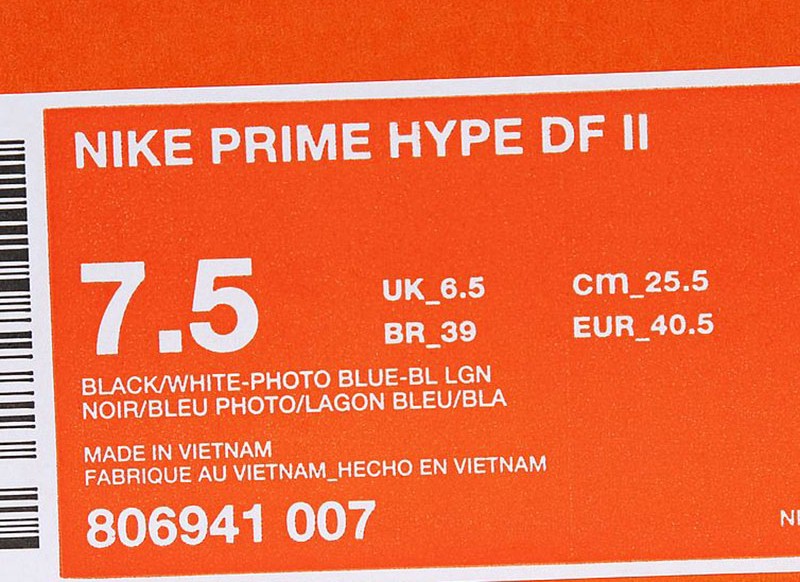 NIKE PRIME HYPE DF II
7.5
UK_6.5 cm_25.5
BR_39 EUR_40.5
BLACK/WHITE-PHOTO BLUE-BL LGN
NOIR/BLEU PHOTO/LAGON BLEU/BLA
MADE IN VIETNAM
FABRIQUE AU VIETNAM_HECHO EN VIETNAM
806941 007